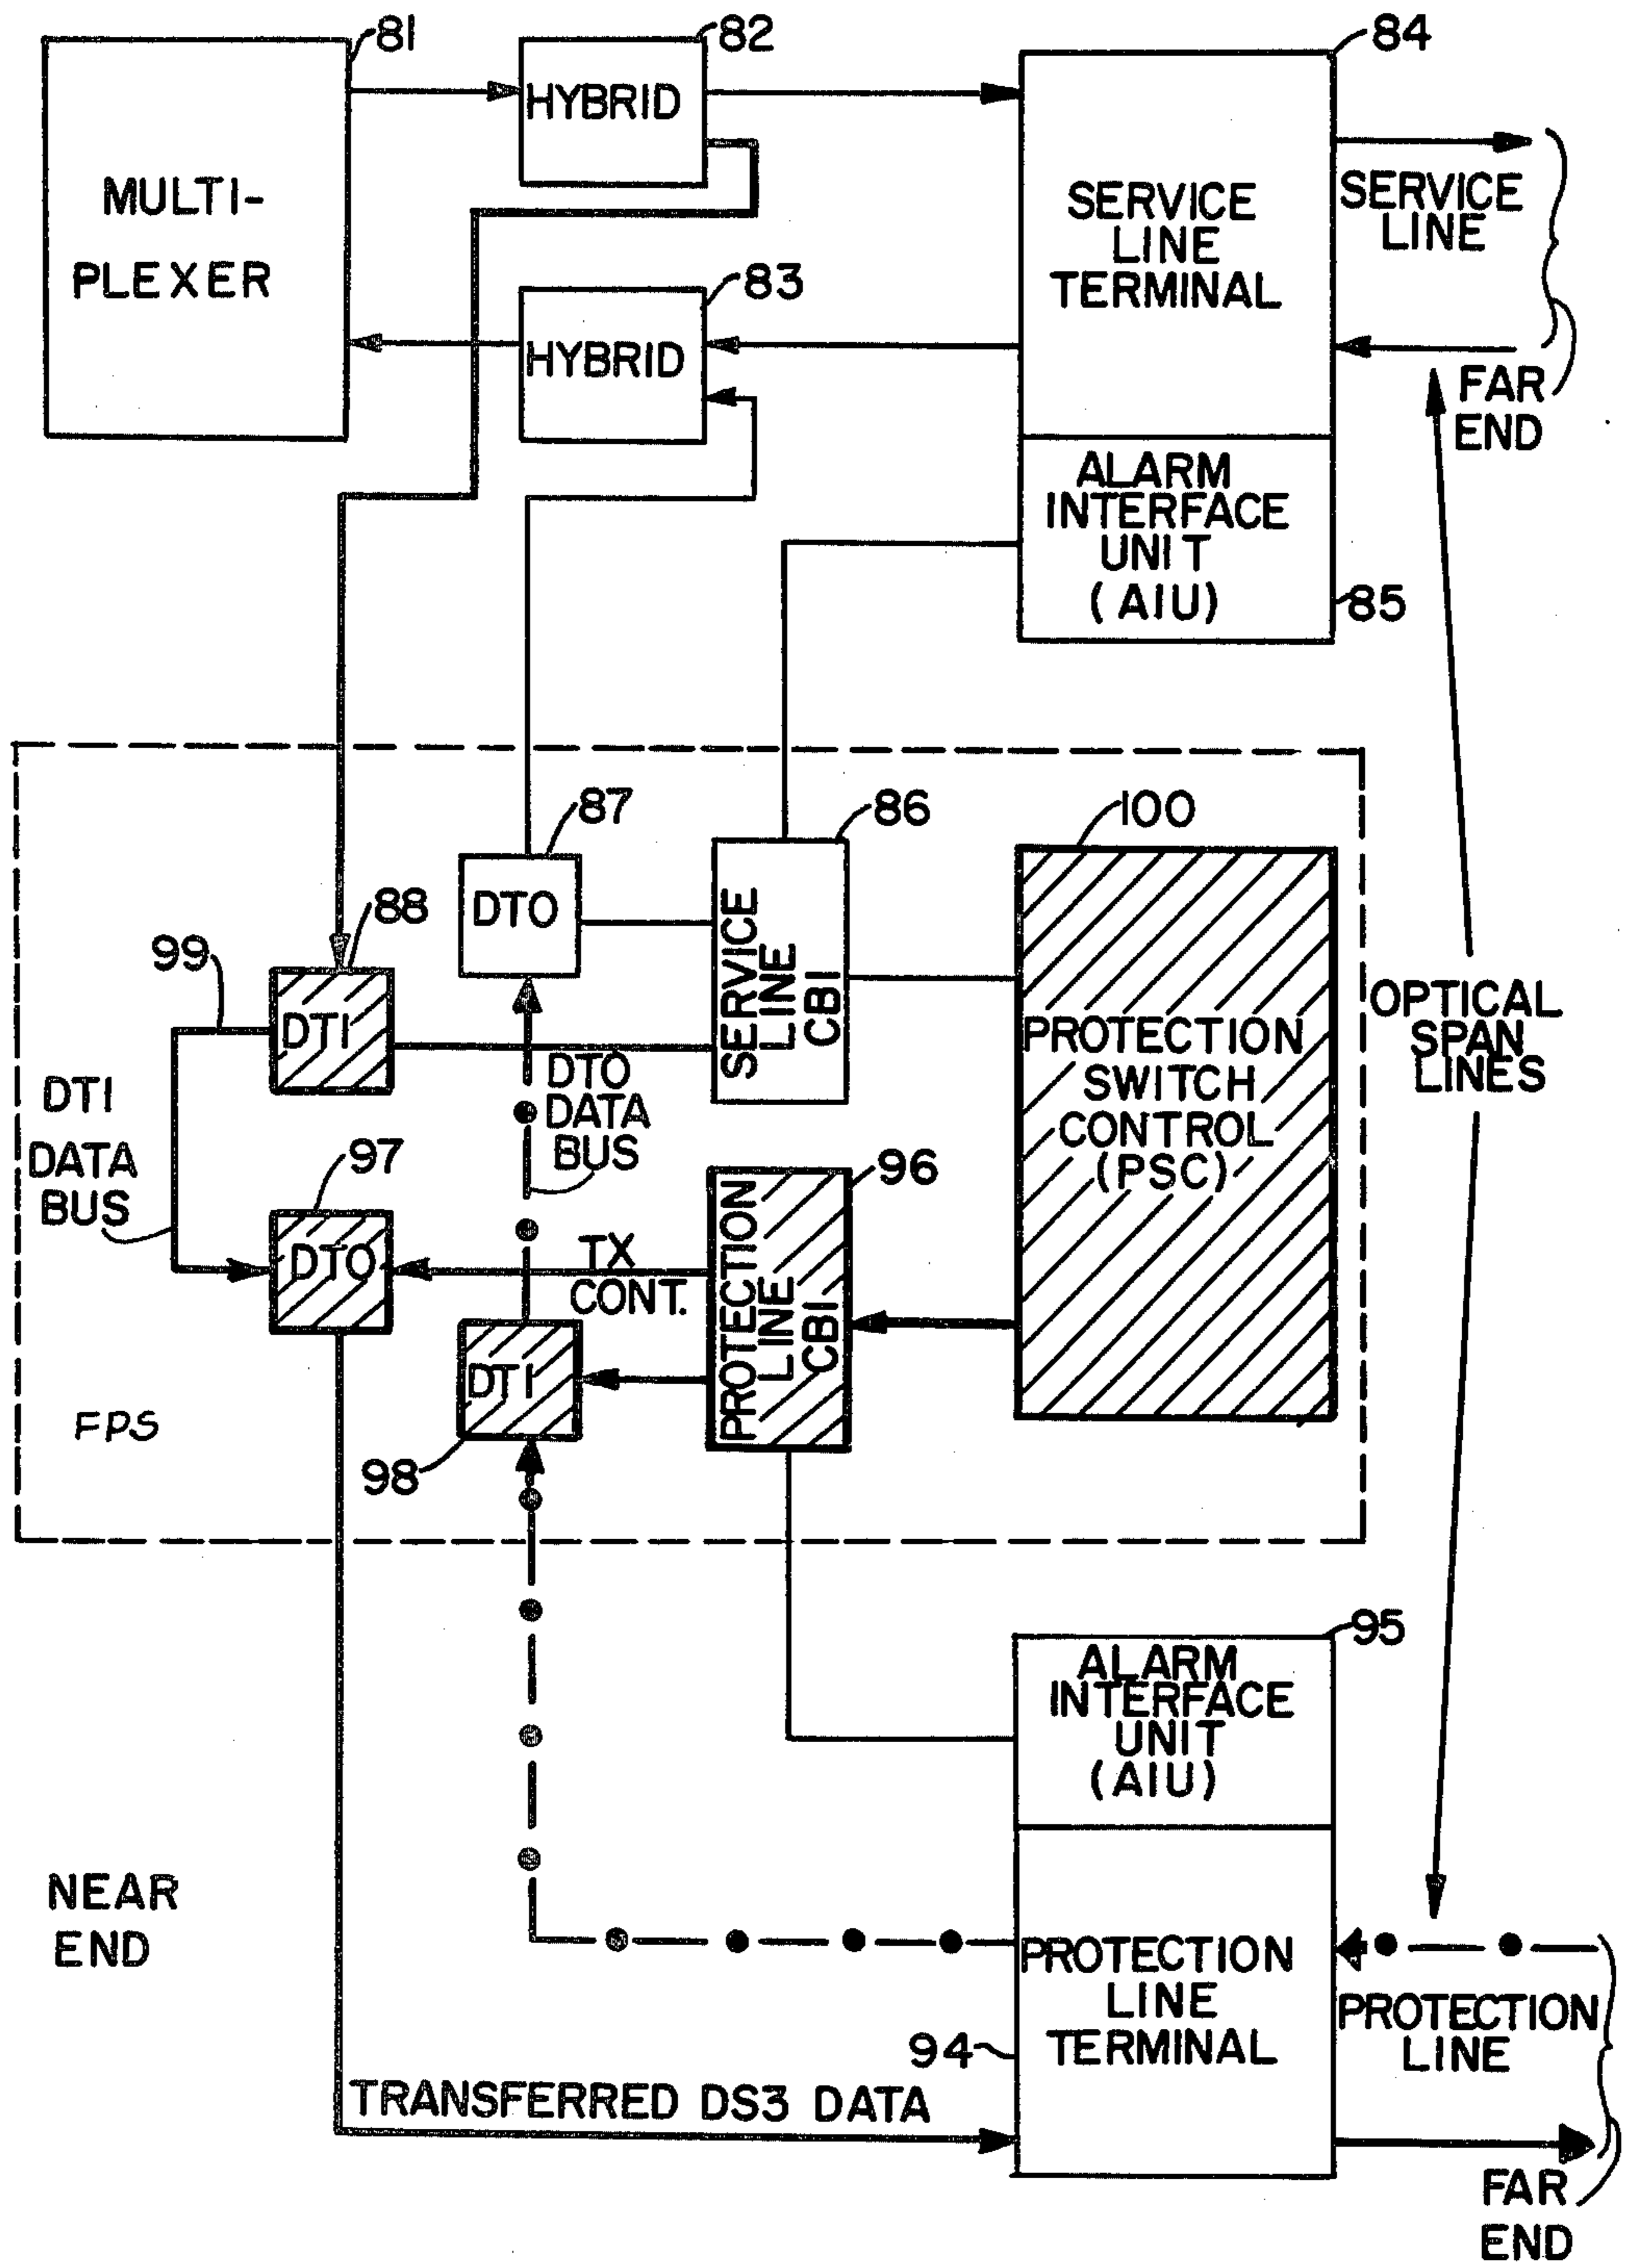 81
82
84
HYBRID
MULTI-
PLEXER
SERVICE
LINE
TERMINAL
SERVICE
LINE
83
HYBRID
FAR
END
ALARM
INTERFACE
UNIT
(AIU)
85
87
86
100
DTO
88
99
DTI
SERVICE
LINE
CBI
PROTECTION
SWITCH
CONTROL
(PSC)
OPTICAL
SPAN
LINES
DTO
DATA
BUS
DTI
DATA
BUS
97
96
DTO
TX
CONT.
PROTECTION
LINE
CBI
DTI
FPS
98
95
ALARM
INTERFACE
UNIT
(AIU)
NEAR
END
PROTECTION
LINE
TERMINAL
94
PROTECTION
LINE
TRANSFERRED DS3 DATA
FAR
END